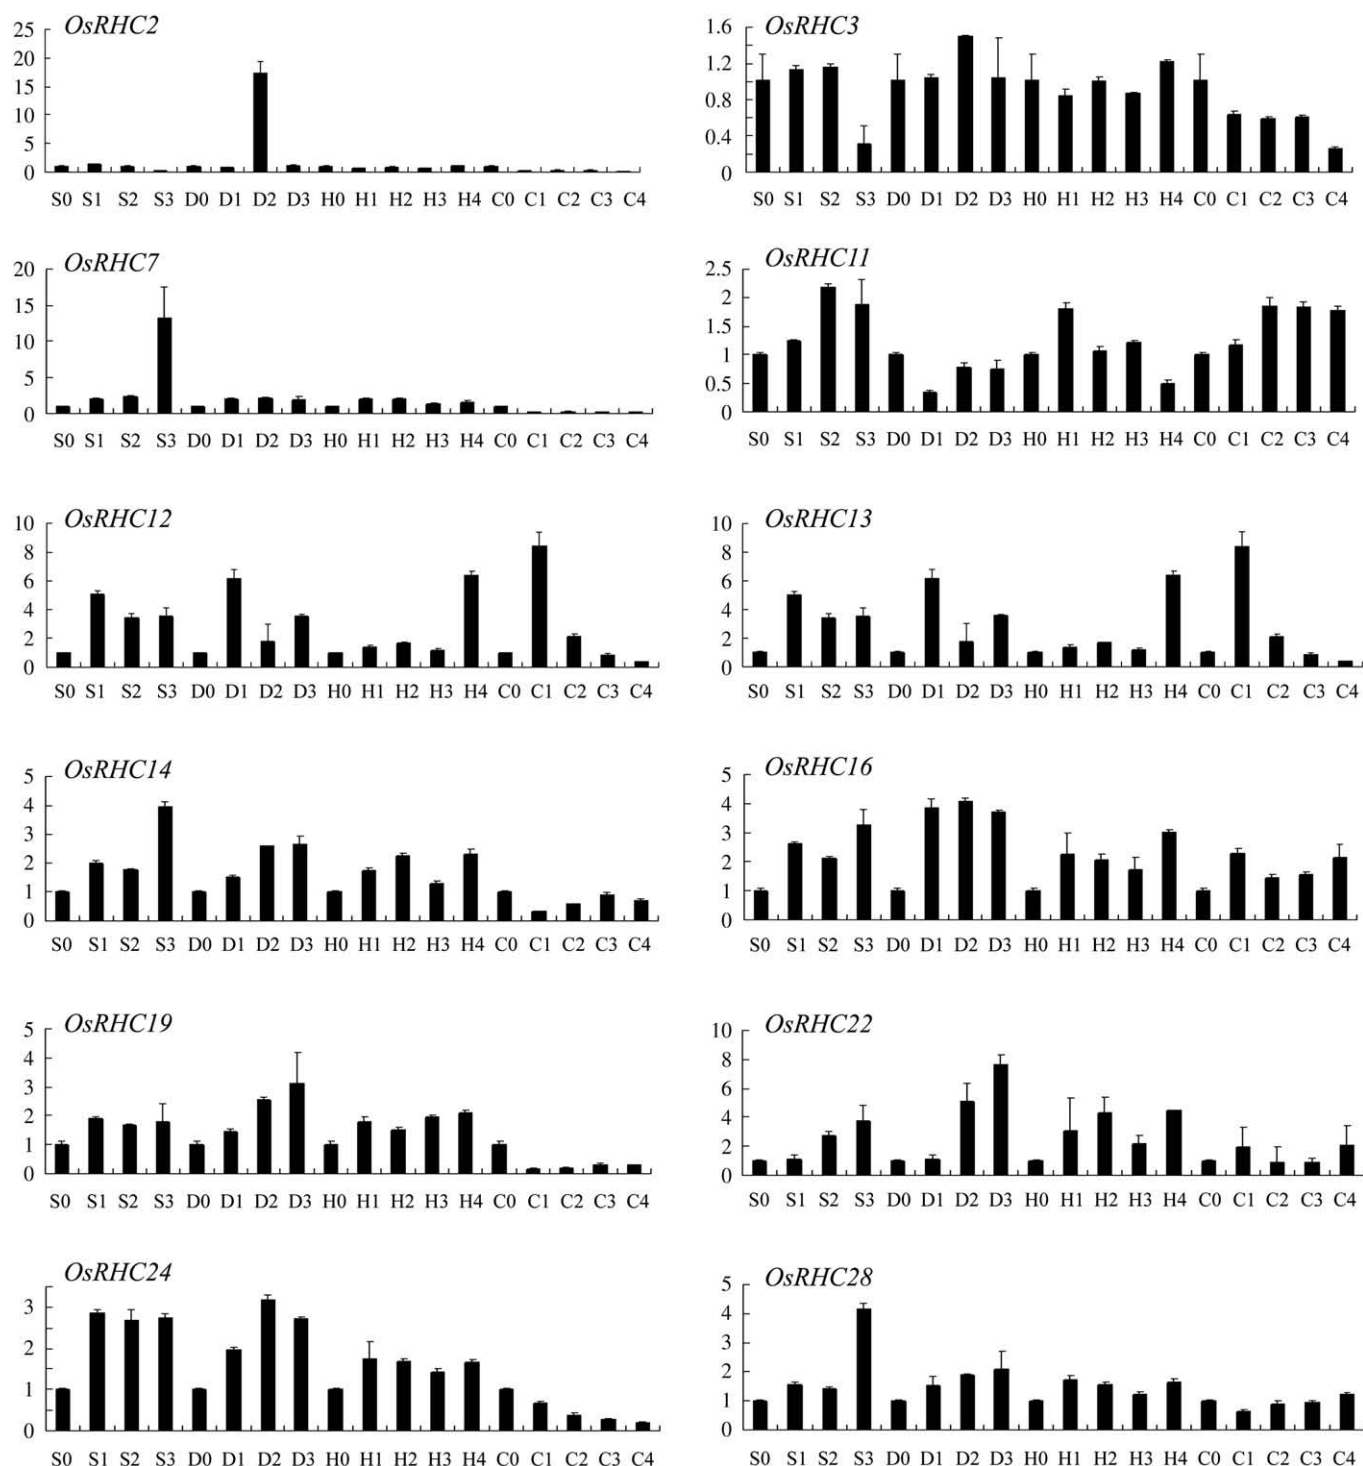 OsRHC2
25
20
15
10
5
0
S0 S1 S2 S3 D0 D1 D2 D3 H0 H1 H2 H3 H4 C0 C1 C2 C3 C4
OsRHC3
1.6
1.2
0.8
0.4
0
S0 S1 S2 S3 D0 D1 D2 D3 H0 H1 H2 H3 H4 C0 C1 C2 C3 C4
OsRHC7
20
15
10
5
0
S0 S1 S2 S3 D0 D1 D2 D3 H0 H1 H2 H3 H4 C0 C1 C2 C3 C4
OsRHC11
2.5
2
1.5
1
0.5
0
S0 S1 S2 S3 D0 D1 D2 D3 H0 H1 H2 H3 H4 C0 C1 C2 C3 C4
OsRHC12
10
8
6
4
2
0
S0 S1 S2 S3 D0 D1 D2 D3 H0 H1 H2 H3 H4 C0 C1 C2 C3 C4
OsRHC13
10
8
6
4
2
0
S0 S1 S2 S3 D0 D1 D2 D3 H0 H1 H2 H3 H4 C0 C1 C2 C3 C4
OsRHC14
5
4
3
2
1
0
S0 S1 S2 S3 D0 D1 D2 D3 H0 H1 H2 H3 H4 C0 C1 C2 C3 C4
OsRHC16
5
4
3
2
1
0
S0 S1 S2 S3 D0 D1 D2 D3 H0 H1 H2 H3 H4 C0 C1 C2 C3 C4
OsRHC19
5
4
3
2
1
0
S0 S1 S2 S3 D0 D1 D2 D3 H0 H1 H2 H3 H4 C0 C1 C2 C3 C4
OsRHC22
10
8
6
4
2
0
S0 S1 S2 S3 D0 D1 D2 D3 H0 H1 H2 H3 H4 C0 C1 C2 C3 C4
OsRHC24
3
2
1
0
S0 S1 S2 S3 D0 D1 D2 D3 H0 H1 H2 H3 H4 C0 C1 C2 C3 C4
OsRHC28
5
4
3
2
1
0
S0 S1 S2 S3 D0 D1 D2 D3 H0 H1 H2 H3 H4 C0 C1 C2 C3 C4